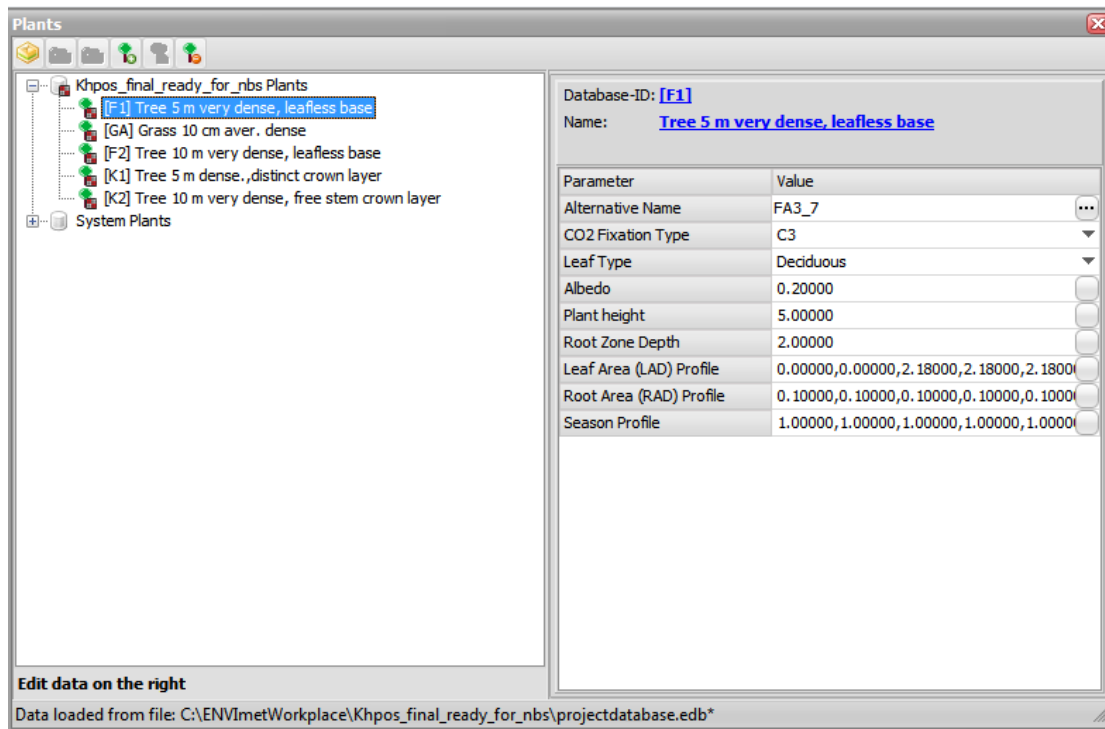 Plants
Khpos_final_ready_for_nbs Plants
[F1] Tree 5 m very dense, leafless base
[GA] Grass 10 cm aver. dense
[F2] Tree 10 m very dense, leafless base
[K1] Tree 5 m dense.,distinct crown layer
[K2] Tree 10 m very dense, free stem crown layer
System Plants
Edit data on the right
Database-ID: [F1]
Name: Tree 5 m very dense, leafless base
Parameter Value
Alternative Name FA3_7
CO2 Fixation Type C3
Leaf Type Deciduous
Albedo 0.20000
Plant height 5.00000
Root Zone Depth 2.00000
Leaf Area (LAD) Profile 0.00000,0.00000,2.18000,2.18000,2.1800
Root Area (RAD) Profile 0.10000,0.10000,0.10000,0.10000,0.1000
Season Profile 1.00000,1.00000,1.00000,1.00000,1.0000
Data loaded from file: C:\ENVImetWorkplace\Khpos_final_ready_for_nbs\projectdatabase.edb*